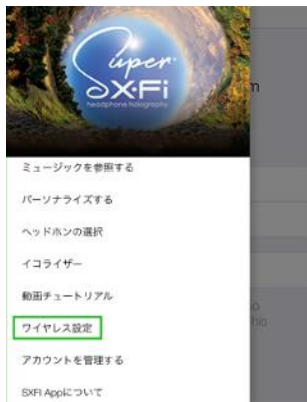 Super
X-Fi
headphone holography
m
ミュージックを参照する
パーソナライズする
ヘッドホンの選択
イコライザー
動画チュートリアル
ワイヤレス設定
アカウントを管理する
SXFI Appについて